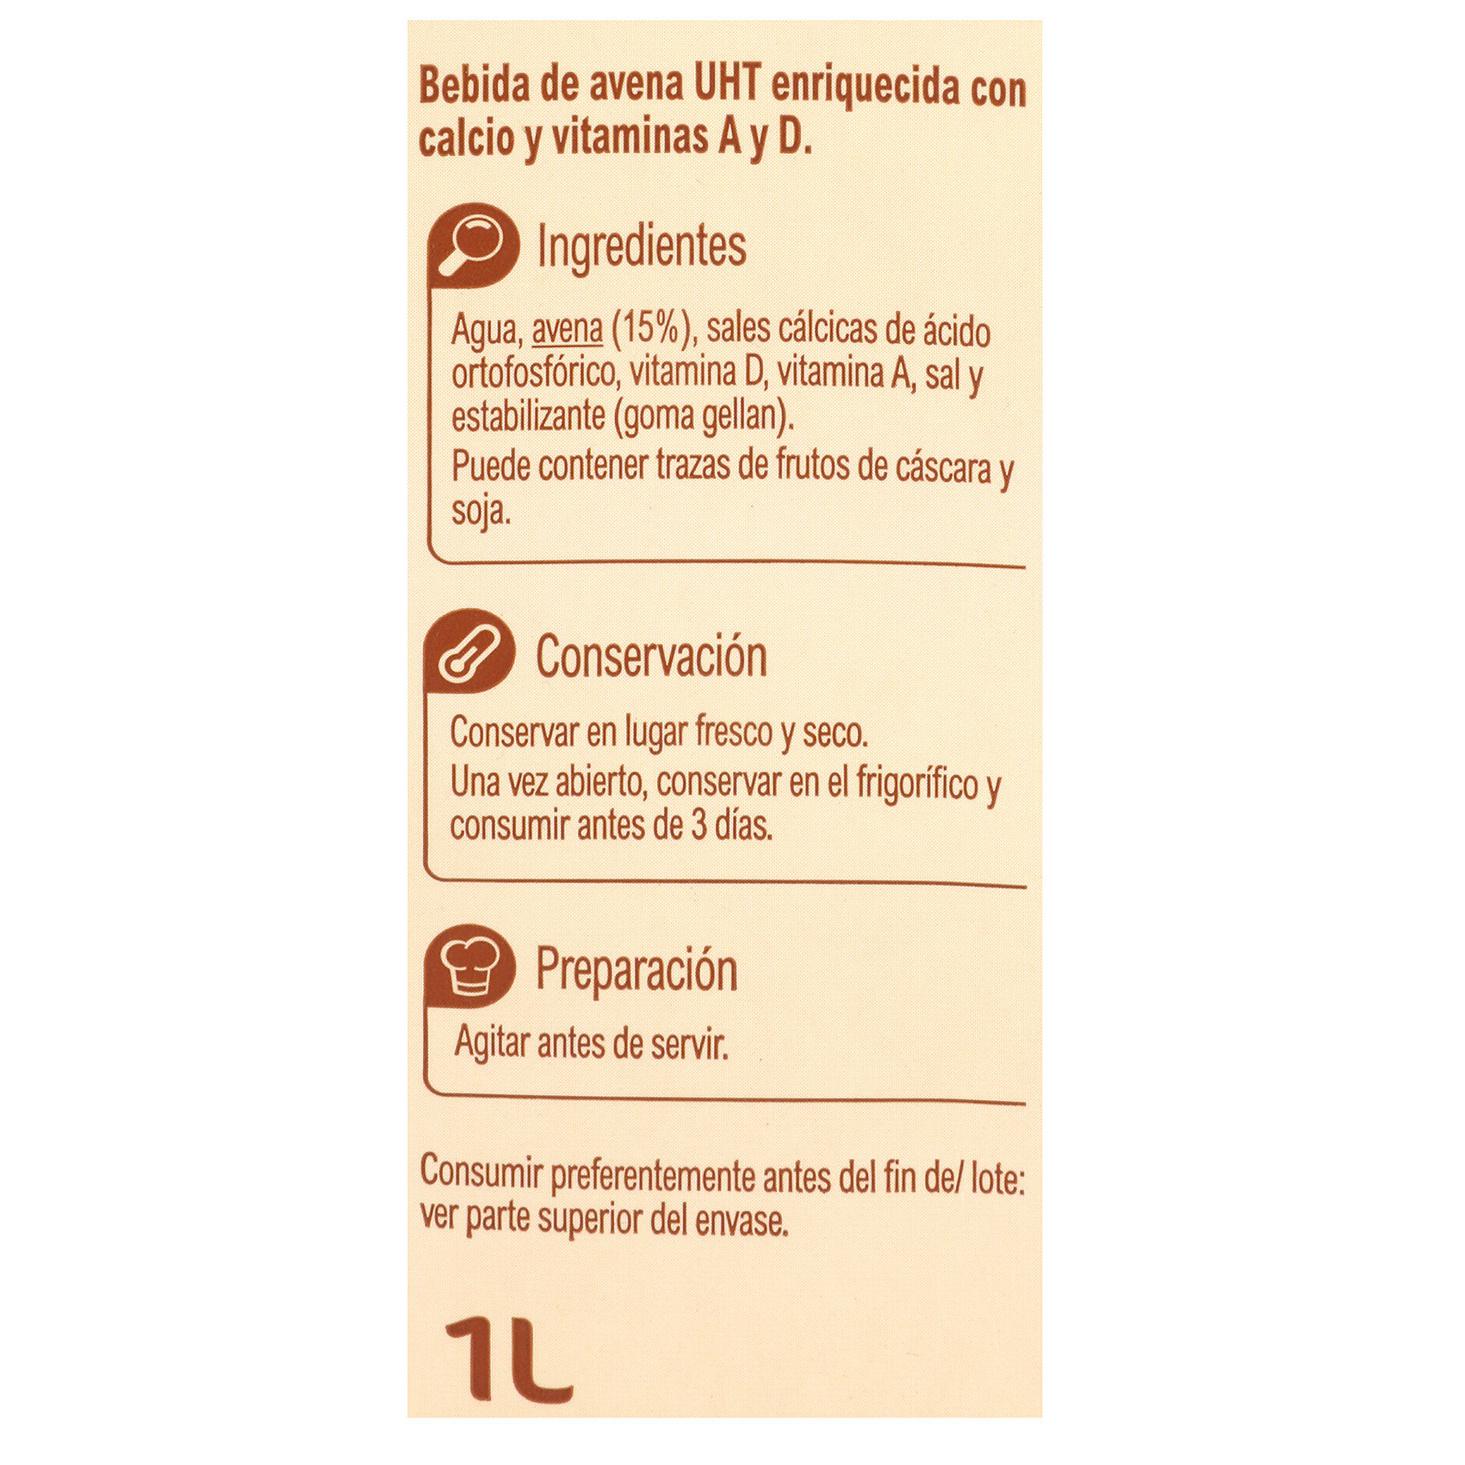 Bebida de avena UHT enriquecida con
calcio y vitaminas A y D.
Ingredientes
Agua, avena (15%), sales cálcicas de ácido
ortofosfórico, vitamina D, vitamina A, sal y
estabilizante (goma gellan).
Puede contener trazas de frutos de cáscara y
soja.
Conservación
Conservar en lugar fresco y seco.
Una vez abierto, conservar en el frigorífico y
consumir antes de 3 días.
Preparación
Agitar antes de servir.
Consumir preferentemente antes del fin de/ lote:
ver parte superior del envase.
1L